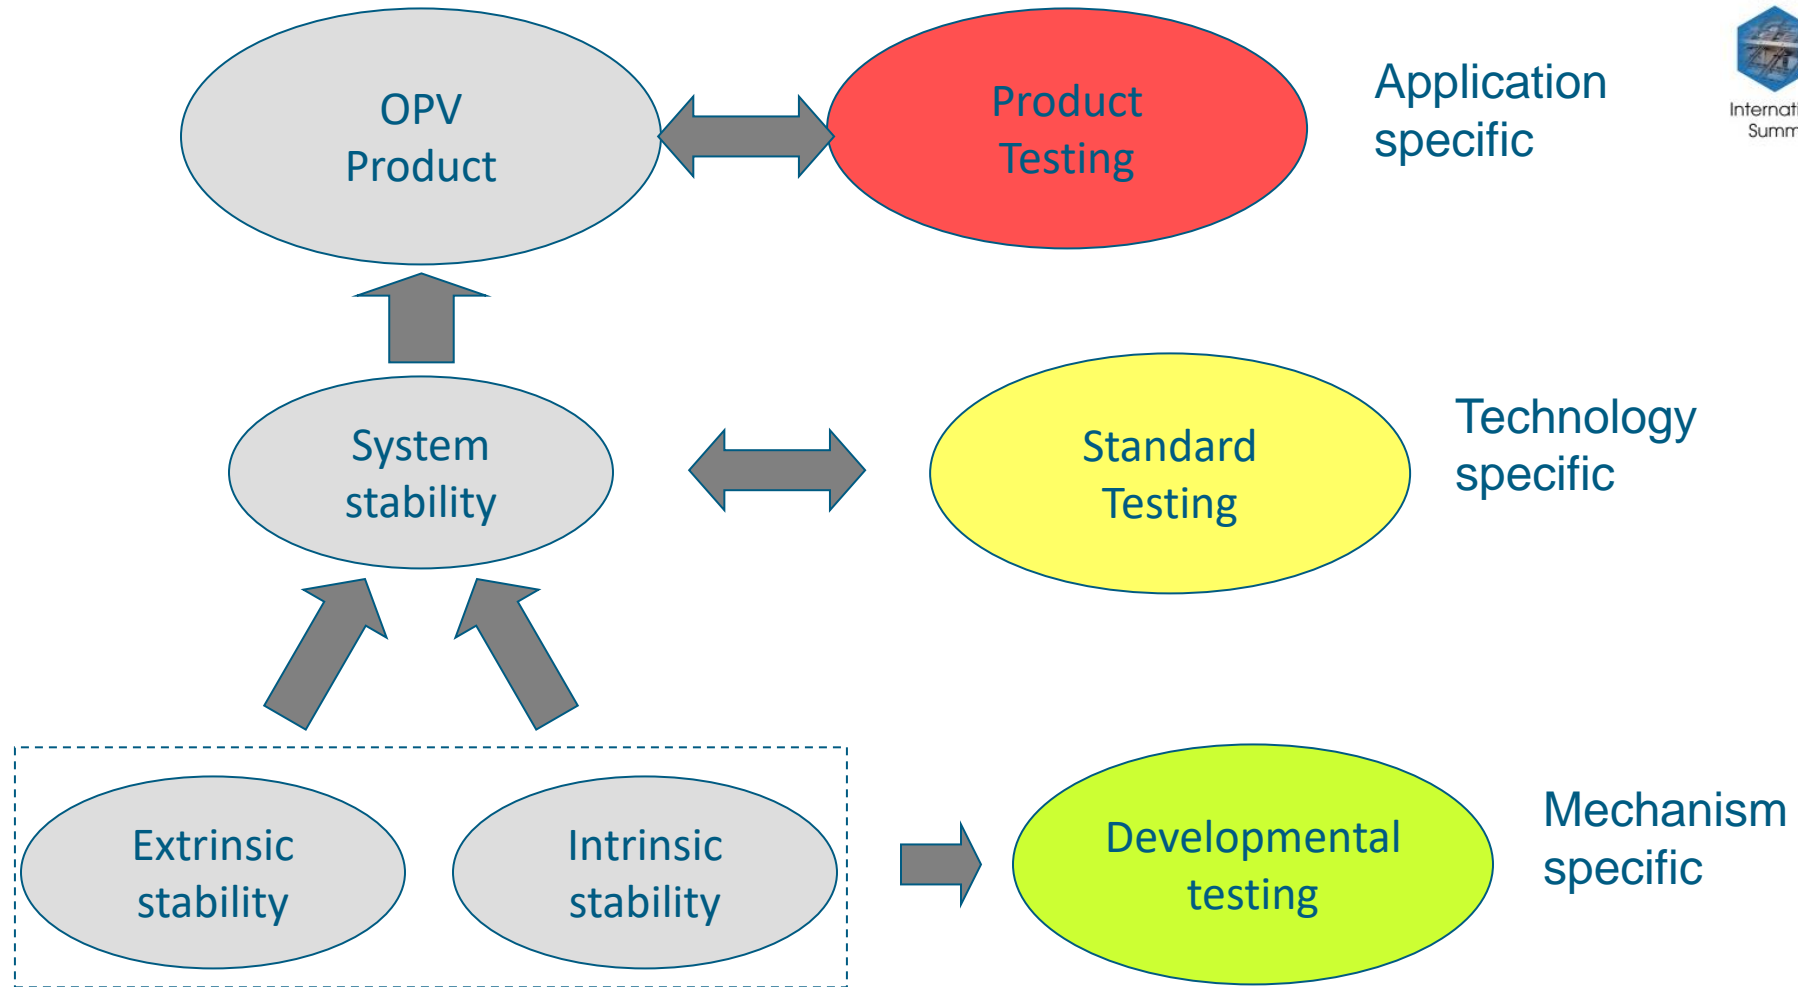 OPV
Product
Product
Testing
Application
specific
System
stability
Standard
Testing
Technology
specific
Extrinsic
stability
Intrinsic
stability
Developmental
testing
Mechanism
specific